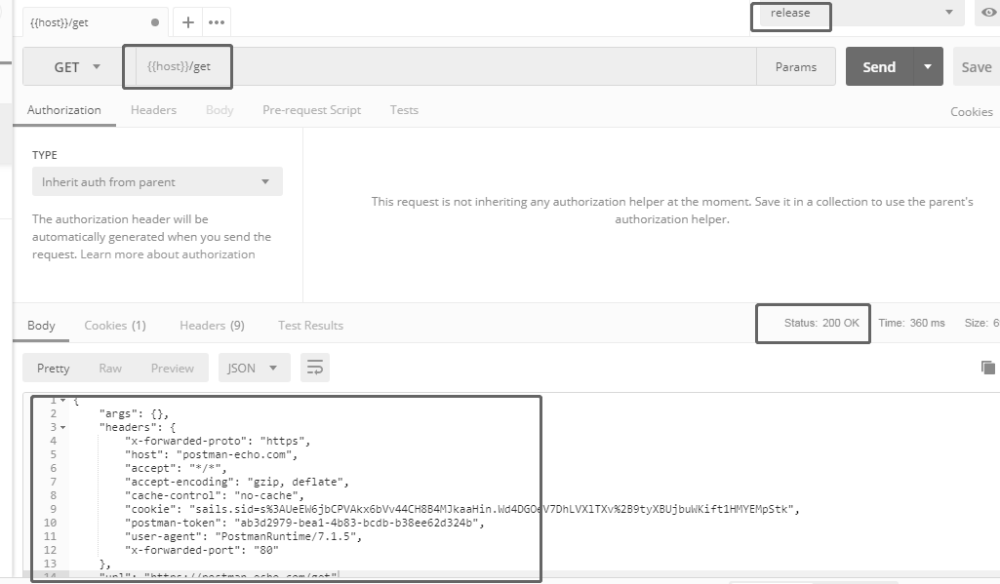 {{host}}/get
release
GET
{{host}}/get
Params
Send
Save
Authorization
Headers
Body
Pre-request Script
Tests
Cookies
TYPE
Inherit auth from parent
The authorization header will be
automatically generated when you send the
request. Learn more about authorization
This request is not inheriting any authorization helper at the moment. Save it in a collection to use the parent's
authorization helper.
Body
Cookies (1)
Headers (9)
Test Results
Status: 200 OK
Time: 360 ms
Size: 6
Pretty
Raw
Preview
JSON
1 {
2 "args": {},
3 "headers": {
4 "x-forwarded-proto": "https",
5 "host": "postman-echo.com",
6 "accept": "*/*",
7 "accept-encoding": "gzip, deflate",
8 "cache-control": "no-cache",
9 "cookie": "sails.sid=s%3AUeEW6jbCPVAkx6bVv44CH8B4MJkaaHin.Wd4DGOeV7DhLVXlTXv%2B9tyXBUjbuWKift1HMYEMpStk",
10 "postman-token": "ab3d2979-bea1-4b83-bcdb-b38ee62d324b",
11 "user-agent": "PostmanRuntime/7.1.5",
12 "x-forwarded-port": "80"
13 },
14 "url": "https://postman-echo.com/get"